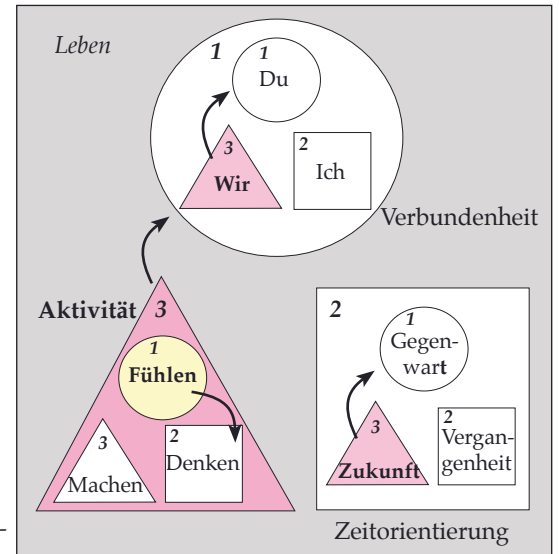 Leben
1
1
Du
3
Wir
2
Ich
Verbundenheit
Aktivität 3
1
Fühlen
3
Machen
2
Denken
2
1
Gegen-
wart
3
Zukunft
2
Vergan-
genheit
Zeitorientierung